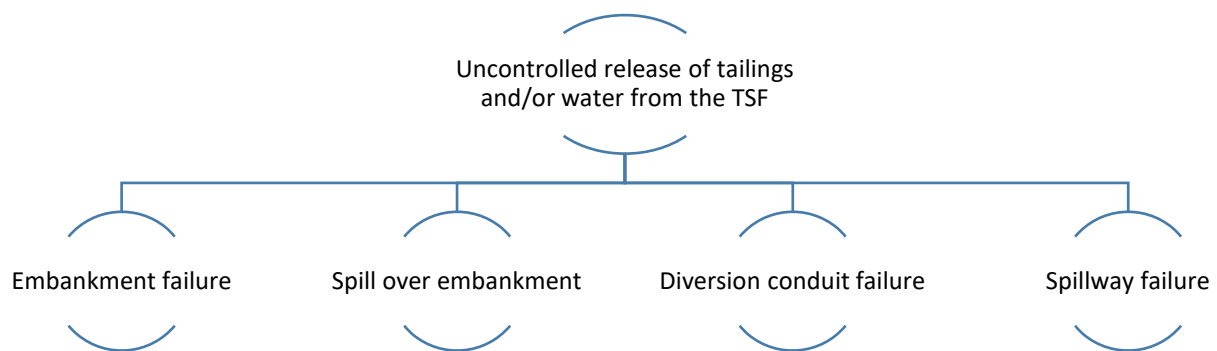 Uncontrolled release of tailings
and/or water from the TSF
Embankment failure
Spill over embankment
Diversion conduit failure
Spillway failure